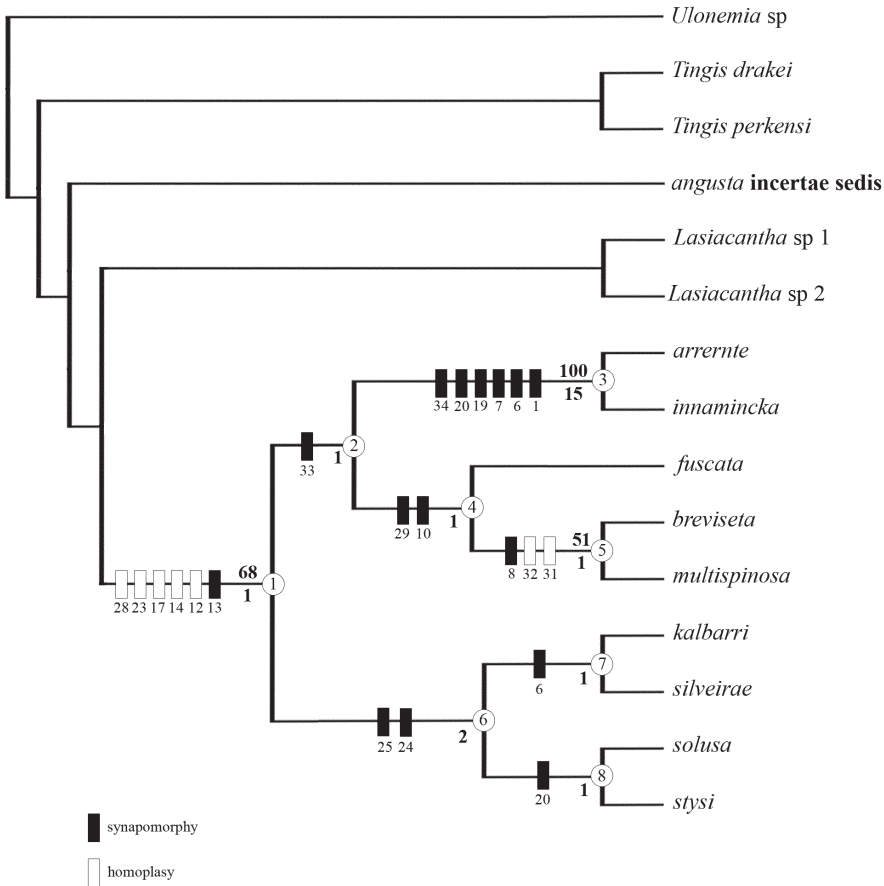 Ulonemia sp
Tingis drakei
Tingis perkensi
angusta incertae sedis
Lasiacantha sp 1
Lasiacantha sp 2
arrernte
100
3
15
34 20 19 7 6 1
innamincka
2
1
33
fuscata
4
1
29 10
breviseta
51
5
1
8 32 31
multispinosa
68
1
1
28 23 17 14 12 13
kalbarri
7
1
6
silveirae
6
2
25 24
solusa
8
1
20
stysi
synapomorphy
homoplasy